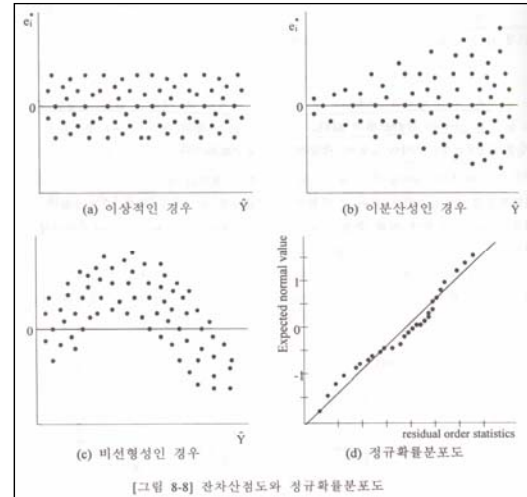 e*i
0
(a) 이상적인 경우
Ŷ
e*i
0
(b) 이분산성인 경우
Ŷ
0
(c) 비선형성인 경우
Ŷ
Expected normal value
1
0
-1
residual order statistics
(d) 정규확률분포도
[그림 8-8] 잔차산점도와 정규확률분포도